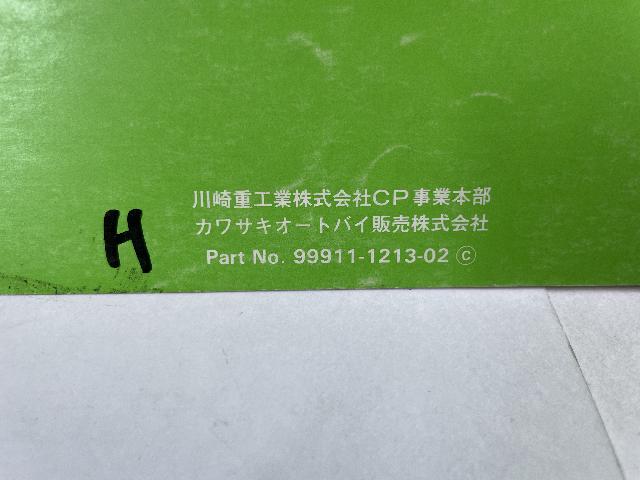 川崎重工業株式会社CP事業本部
カワサキオートバイ販売株式会社
H
Part No. 99911-1213-02 ⓒ